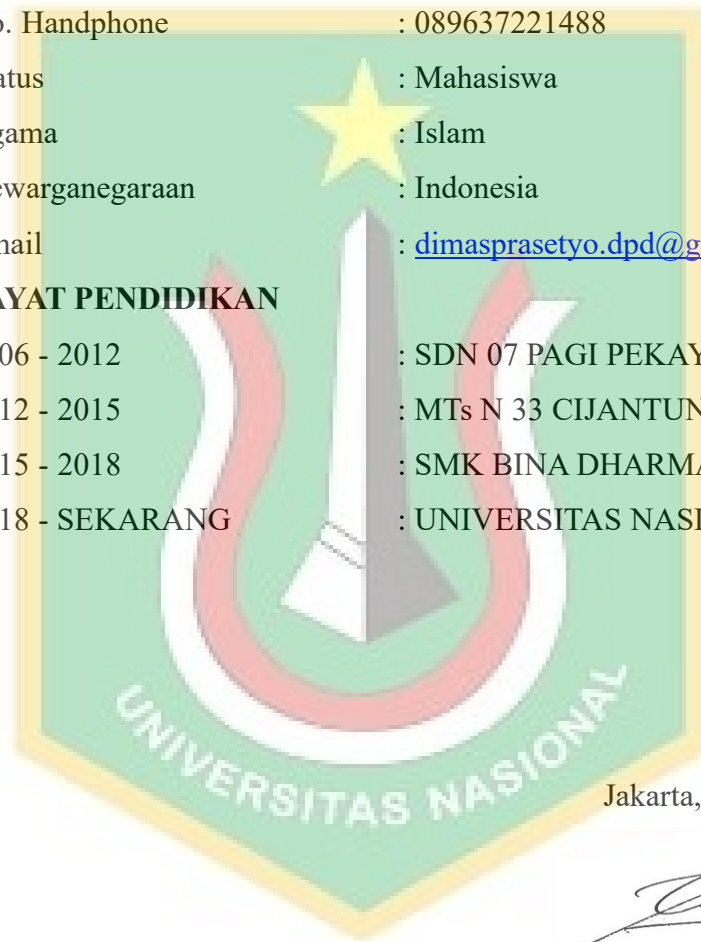 o. Handphone : 089637221488
atus : Mahasiswa
gama : Islam
ewarganegaraan : Indonesia
mail : dimasprasetyo.dpd@g
AYAT PENDIDIKAN
06 - 2012 : SDN 07 PAGI PEKAY
12 - 2015 : MTs N 33 CIJANTUN
15 - 2018 : SMK BINA DHARMA
18 - SEKARANG : UNIVERSITAS NASI
UNIVERSITAS NASIONAL
Jakarta,